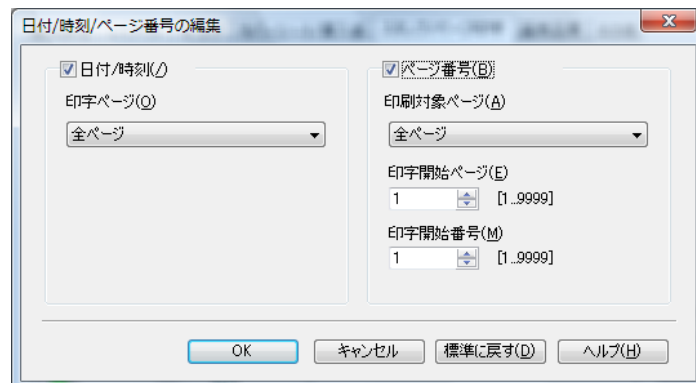 日付/時刻/ページ番号の編集
日付/時刻(/)
印字ページ(O)
全ページ
ページ番号(B)
印刷対象ページ(A)
全ページ
印字開始ページ(E)
1 [1..9999]
印字開始番号(M)
1 [1..9999]
OK キャンセル 標準に戻す(D) ヘルプ(H)